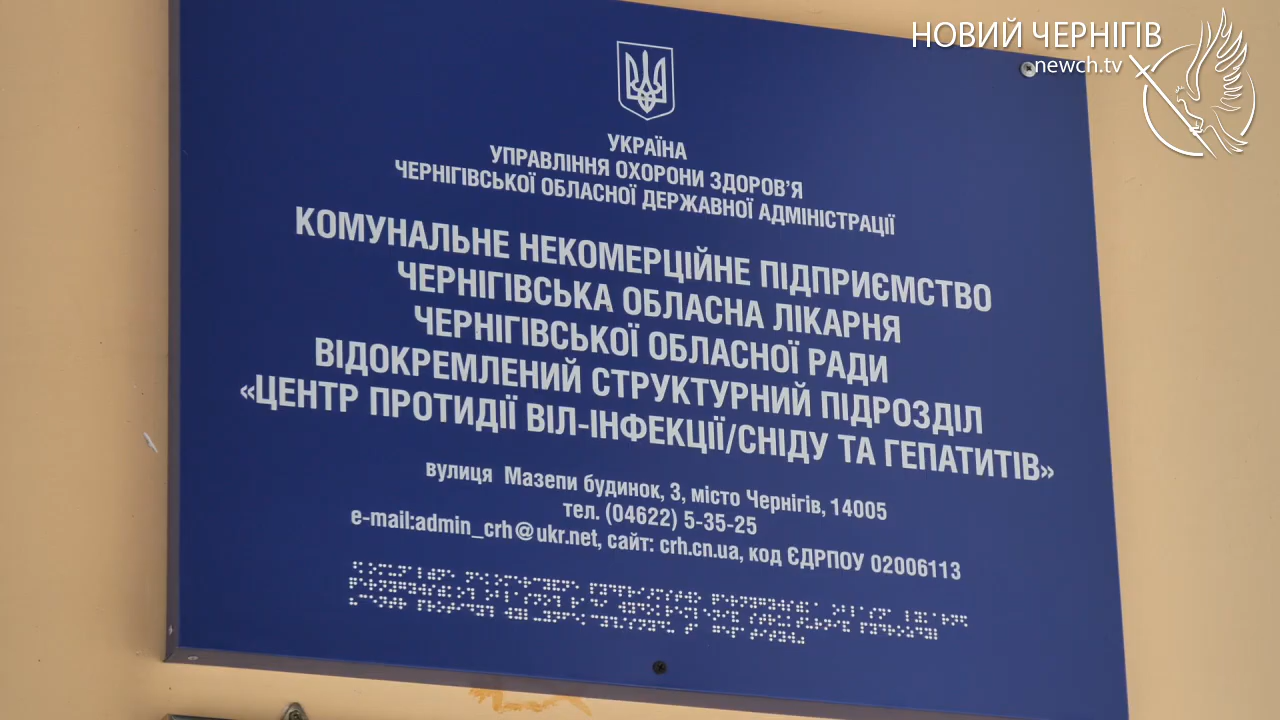 НОВИЙ ЧЕРНІГІВ
newch.tv
УКРАЇНА
УПРАВЛІННЯ ОХОРОНИ ЗДОРОВ'Я
ЧЕРНІГІВСЬКОЇ ОБЛАСНОЇ ДЕРЖАВНОЇ АДМІНІСТРАЦІЇ
КОМУНАЛЬНЕ НЕКОМЕРЦІЙНЕ ПІДПРИЄМСТВО
ЧЕРНІГІВСЬКА ОБЛАСНА ЛІКАРНЯ
ЧЕРНІГІВСЬКОЇ ОБЛАСНОЇ РАДИ
ВІДОКРЕМЛЕНИЙ СТРУКТУРНИЙ ПІДРОЗДІЛ
«ЦЕНТР ПРОТИДІЇ ВІЛ-ІНФЕКЦІЇ/СНІДУ ТА ГЕПАТИТІВ»
вулиця Мазепи будинок, 3, місто Чернігів, 14005
тел. (04622) 5-35-25
e-mail:admin_crh@ukr.net, сайт: crh.cn.ua, код ЄДРПОУ 02006113